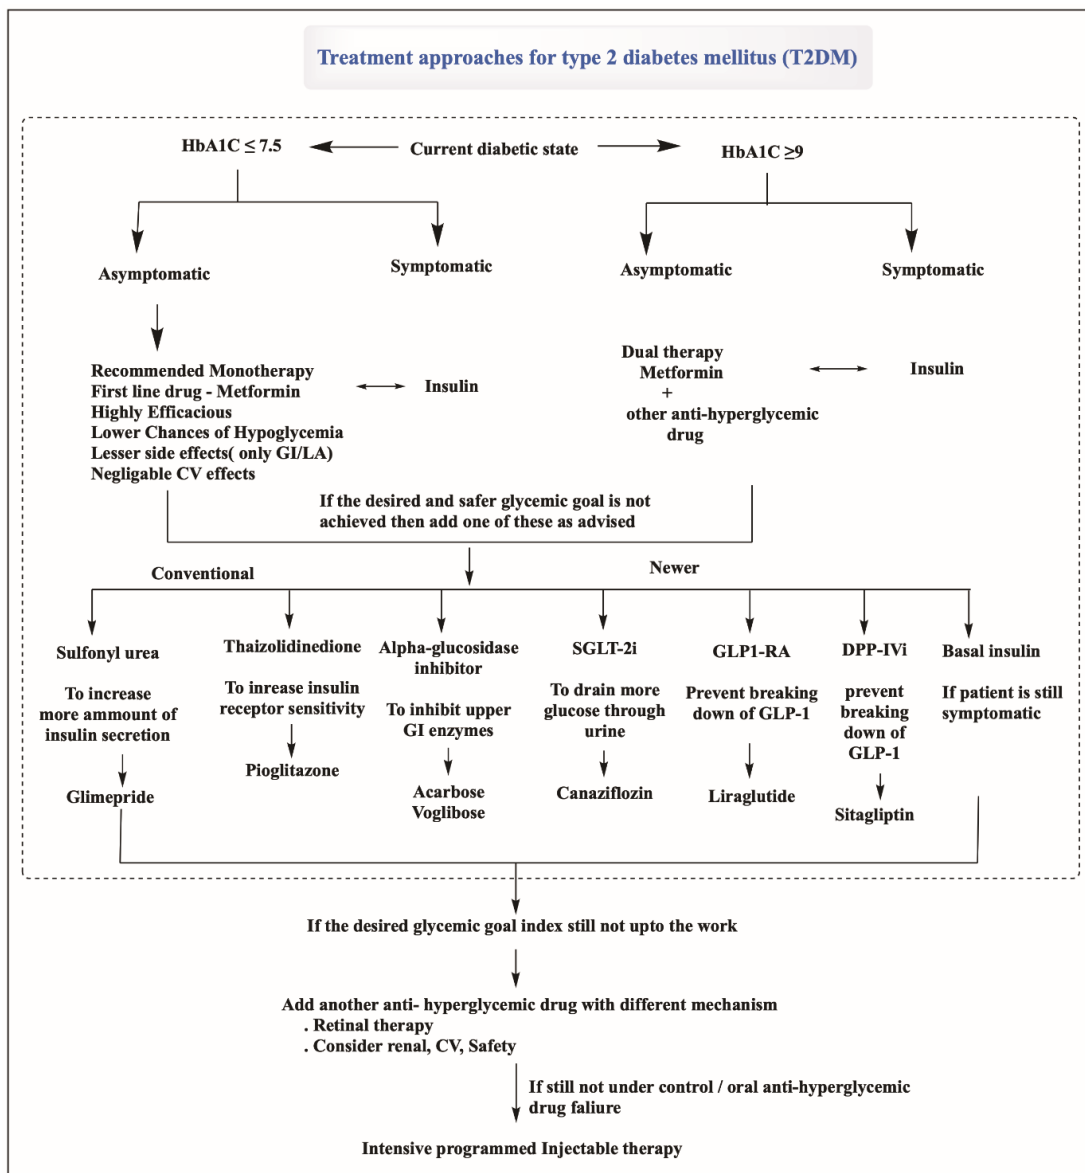 Treatment approaches for type 2 diabetes mellitus (T2DM)
HbA1C ≤ 7.5
Current diabetic state
HbA1C ≥9
Asymptomatic
Symptomatic
Asymptomatic
Symptomatic
Recommended Monotherapy
First line drug - Metformin
Highly Efficacious
Lower Chances of Hypoglycemia
Lesser side effects( only GI/LA)
Negligable CV effects
Insulin
Dual therapy
Metformin
+
other anti-hyperglycemic
drug
Insulin
If the desired and safer glycemic goal is not
achieved then add one of these as advised
Conventional
Newer
Sulfonyl urea
To increase
more ammount of
insulin secretion
Glimepride
Thaizolidinedione
To inrease insulin
receptor sensitivity
Pioglitazone
Alpha-glucosidase
inhibitor
To inhibit upper
GI enzymes
Acarbose
Voglibose
SGLT-2i
To drain more
glucose through
urine
Canaziflozin
GLP1-RA
Prevent breaking
down of GLP-1
Liraglutide
DPP-IVi
prevent
breaking
down of
GLP-1
Sitagliptin
Basal insulin
If patient is still
symptomatic
If the desired glycemic goal index still not upto the work
Add another anti- hyperglycemic drug with different mechanism
. Retinal therapy
. Consider renal, CV, Safety
If still not under control / oral anti-hyperglycemic
drug faliure
Intensive programmed Injectable therapy